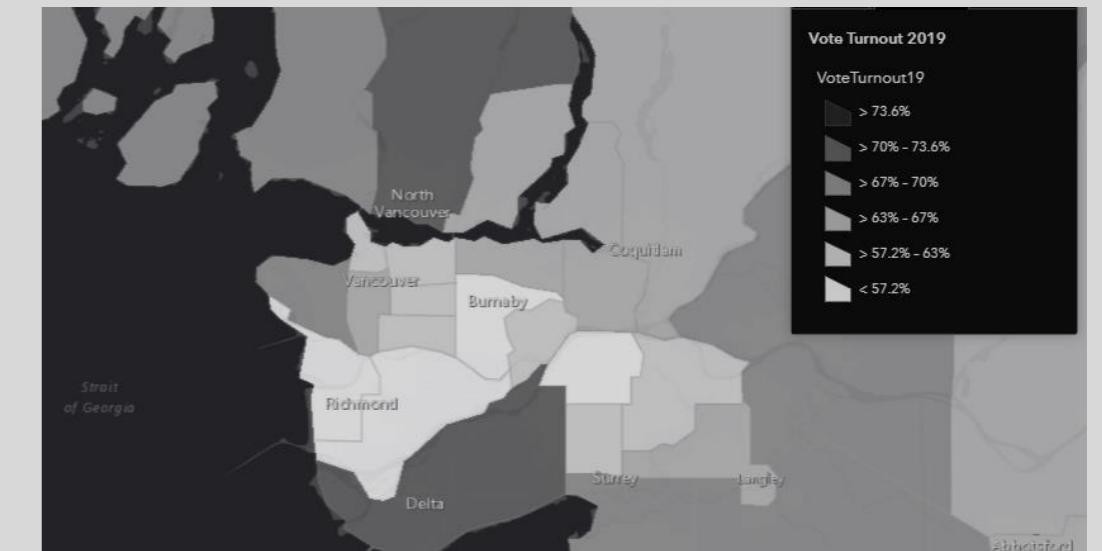 Vote Turnout 2019
VoteTurnout19
> 73.6%
> 70% - 73.6%
> 67% - 70%
> 63% - 67%
> 57.2% - 63%
< 57.2%
North
Vancouver
Coquitlam
Vancouver
Burnaby
Strait
of Georgia
Richmond
Surrey
Langley
Delta
Abbotsford